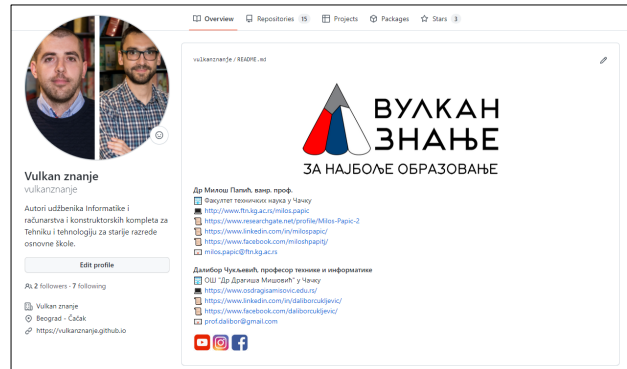 Overview
Repositories 15
Projects
Packages
Stars 3
Vulkan znanje
vulkanznanje
Autori udžbenika Informatike i
računarstva i konstruktorskih kompleta za
Tehniku i tehnologiju za starije razrede
osnovne škole.
Edit profile
2 followers · 7 following
Vulkan znanje
Beograd - Čačak
https://vulkanznanje.github.io
vulkanznanje/README.md
ВУЛКАН
ЗНАЊЕ
ЗА НАЈБОЉЕ ОБРАЗОВАЊЕ
Др Милош Папић, ванр. проф.
Факултет техничких наука у Чачку
http://www.ftn.kg.ac.rs/milos.papic
https://www.researchgate.net/profile/Milos-Papic-2
https://www.linkedin.com/in/milospapic/
https://www.facebook.com/miloshpapitj/
milos.papic@ftn.kg.ac.rs
Далибор Чукљевић, професор технике и информатике
ОШ "Др Драгиша Мишовић" у Чачку
https://www.osdragisamisovic.edu.rs/
https://www.linkedin.com/in/daliborcukljevic/
https://www.facebook.com/daliborcukljevic/
prof.dalibor@gmail.com